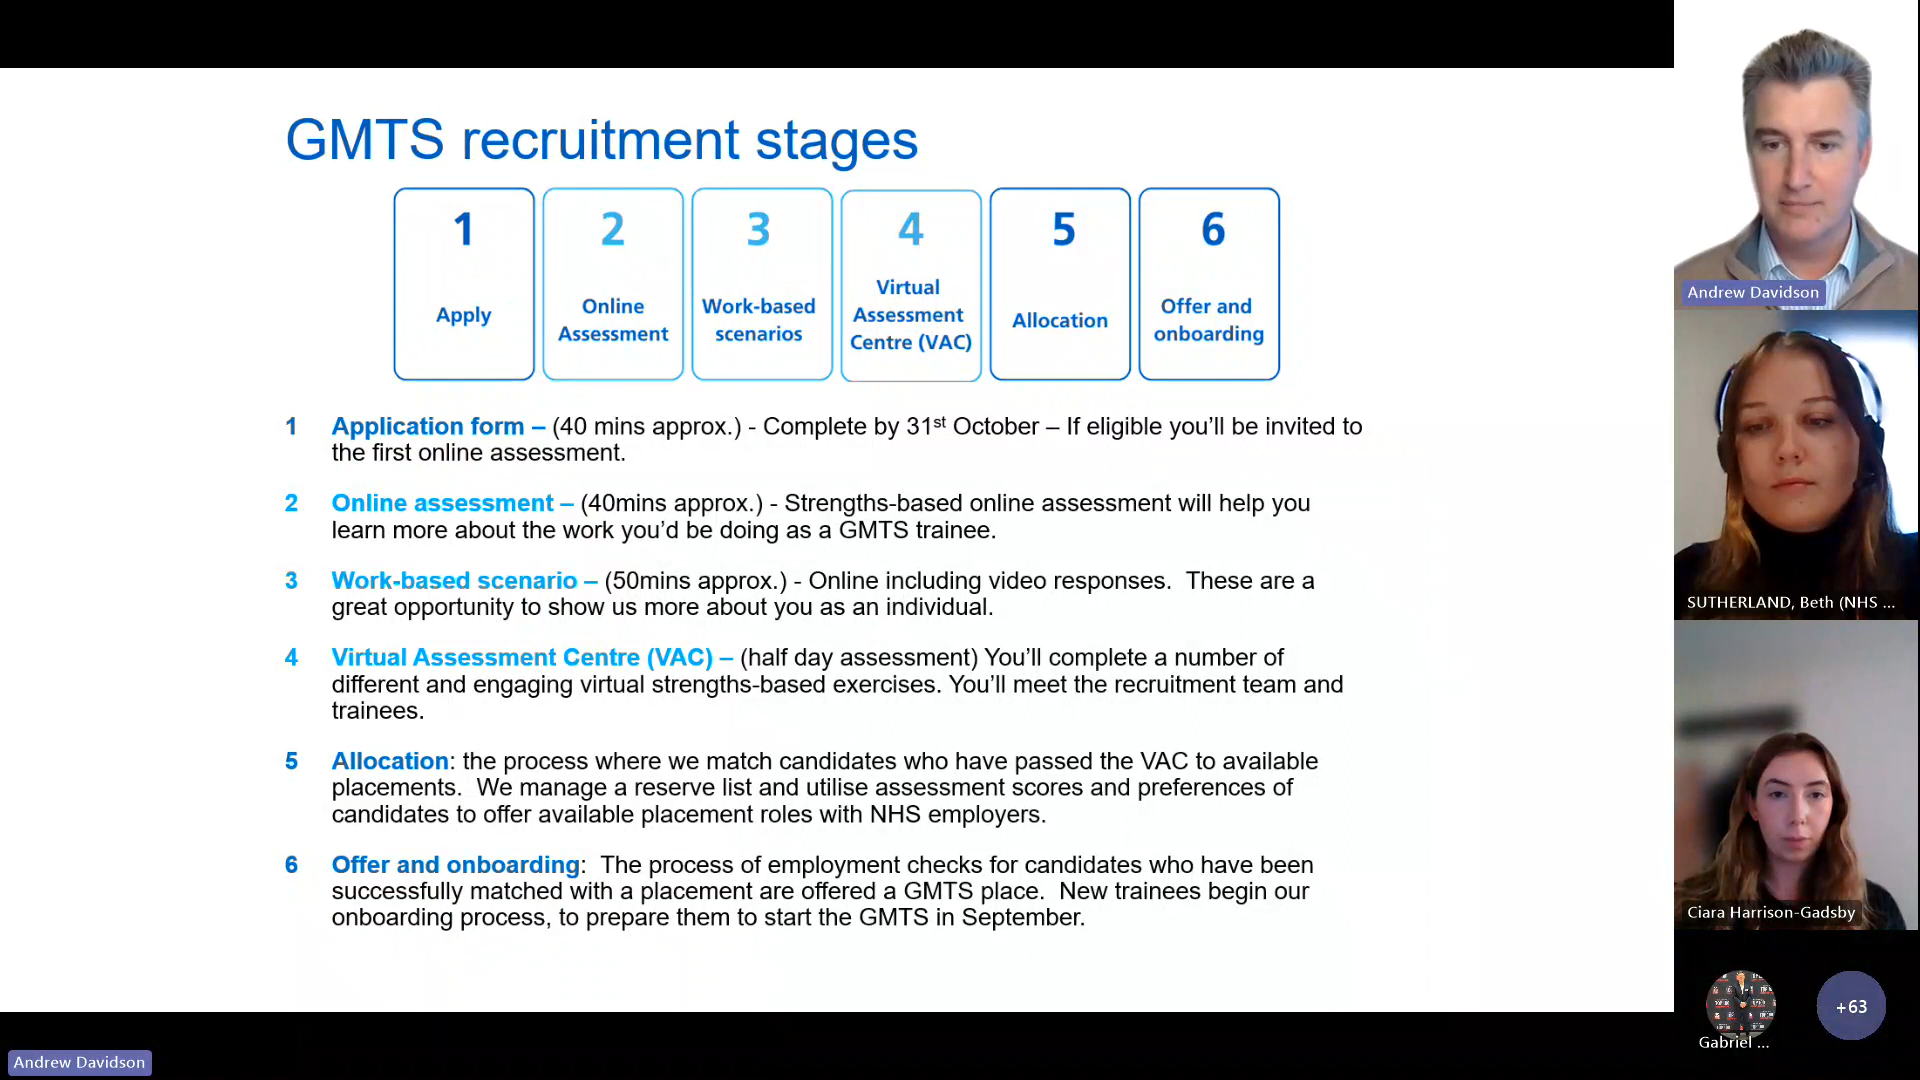 GMTS recruitment stages
1
Apply
2
Online
Assessment
3
Work-based
scenarios
4
Virtual
Assessment
Centre (VAC)
5
Allocation
6
Offer and
onboarding
1 Application form – (40 mins approx.) - Complete by 31st October – If eligible you’ll be invited to
the first online assessment.
2 Online assessment – (40mins approx.) - Strengths-based online assessment will help you
learn more about the work you’d be doing as a GMTS trainee.
3 Work-based scenario – (50mins approx.) - Online including video responses.  These are a
great opportunity to show us more about you as an individual.
4 Virtual Assessment Centre (VAC) – (half day assessment) You’ll complete a number of
different and engaging virtual strengths-based exercises. You’ll meet the recruitment team and
trainees.
5 Allocation: the process where we match candidates who have passed the VAC to available
placements.  We manage a reserve list and utilise assessment scores and preferences of
candidates to offer available placement roles with NHS employers.
6 Offer and onboarding:  The process of employment checks for candidates who have been
successfully matched with a placement are offered a GMTS place.  New trainees begin our
onboarding process, to prepare them to start the GMTS in September.
Andrew Davidson
SUTHERLAND, Beth (NHS ...
Ciara Harrison-Gadsby
Gabriel ...
+63
Andrew Davidson